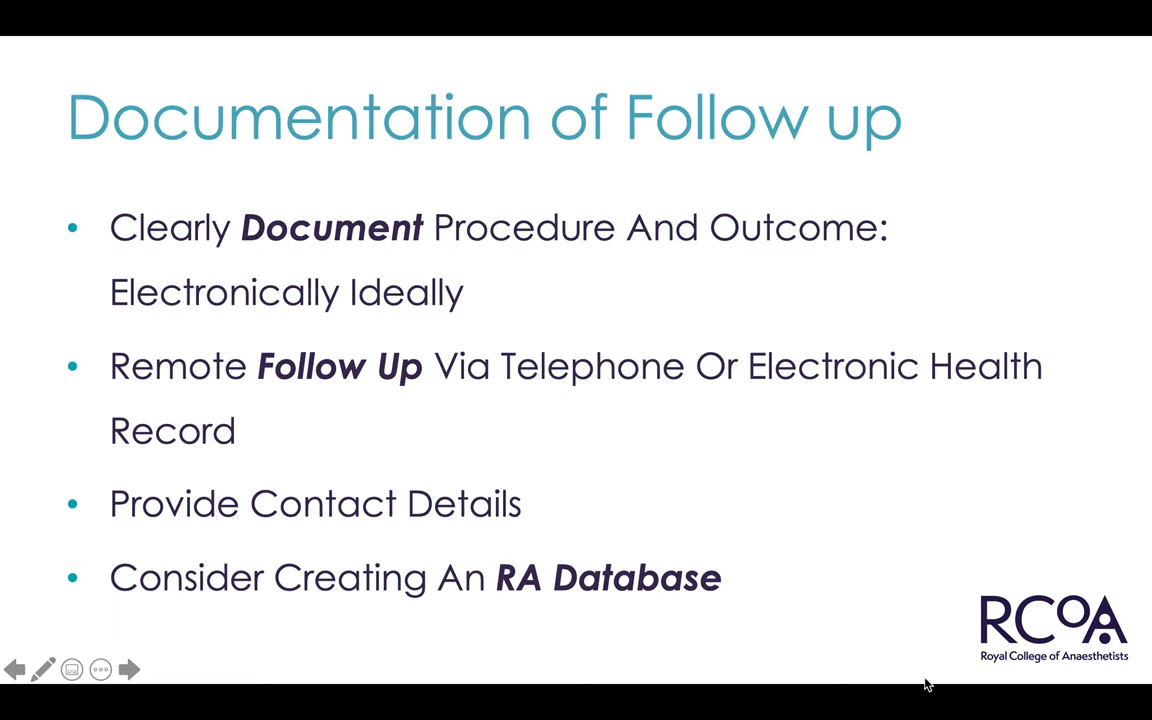 Documentation of Follow up
• Clearly Document Procedure And Outcome:
Electronically Ideally
• Remote Follow Up Via Telephone Or Electronic Health
Record
• Provide Contact Details
• Consider Creating An RA Database
RCOA
Royal College of Anaesthetists